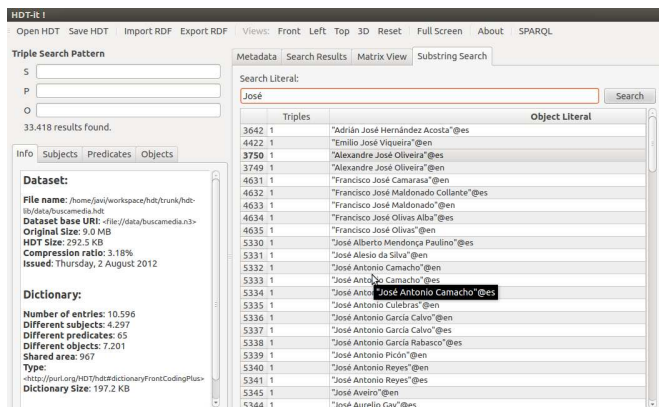 HDT-it !
Open HDT Save HDT Import RDF Export RDF Views: Front Left Top 3D Reset Full Screen About SPARQL
Triple Search Pattern
S
P
O
33.418 results found.
Info Subjects Predicates Objects
Dataset:
File name: /home/javi/workspace/hdt/trunk/hdt-
lib/data/buscamedia.hdt
Dataset base URI: <file://data/buscamedia.n3>
Original Size: 9.0 MB
HDT Size: 292.5 KB
Compression ratio: 3.18%
Issued: Thursday, 2 August 2012
Dictionary:
Number of entries: 10.596
Different subjects: 4.297
Different predicates: 65
Different objects: 7.201
Shared area: 967
Type:
<http://purl.org/HDT/hdt#dictionaryFrontCodingPlus>
Dictionary Size: 197.2 KB
Metadata Search Results Matrix View Substring Search
Search Literal:
José Search
Triples Object Literal
3642 1 "Adrián José Hernández Acosta"@es
4422 1 "Emilio José Viqueira"@en
3750 1 "Alexandre José Oliveira"@es
3749 1 "Alexandre José Oliveira"@en
4631 1 "Francisco José Camarasa"@es
4632 1 "Francisco José Maldonado Collante"@es
4633 1 "Francisco José Maldonado"@en
4634 1 "Francisco José Olivas Alba"@es
4635 1 "Francisco José Olivas"@en
5330 1 "José Alberto Mendonça Paulino"@es
5331 1 "José Alesio da Silva"@en
5332 1 "José Antonio Camacho"@en
5333 1 "José Antonio Camacho"@es
5334 1 "José Anto
"José Antonio Camacho"@es
5335 1 "José Antonio Culebras"@en
5336 1 "José Antonio García Calvo"@en
5337 1 "José Antonio García Calvo"@es
5338 1 "José Antonio García Rabasco"@es
5339 1 "José Antonio Picón"@en
5340 1 "José Antonio Reyes"@en
5341 1 "José Antonio Reyes"@es
5345 1 "José Aveiro"@en
5344 1 "José Aurelio Gay"@es